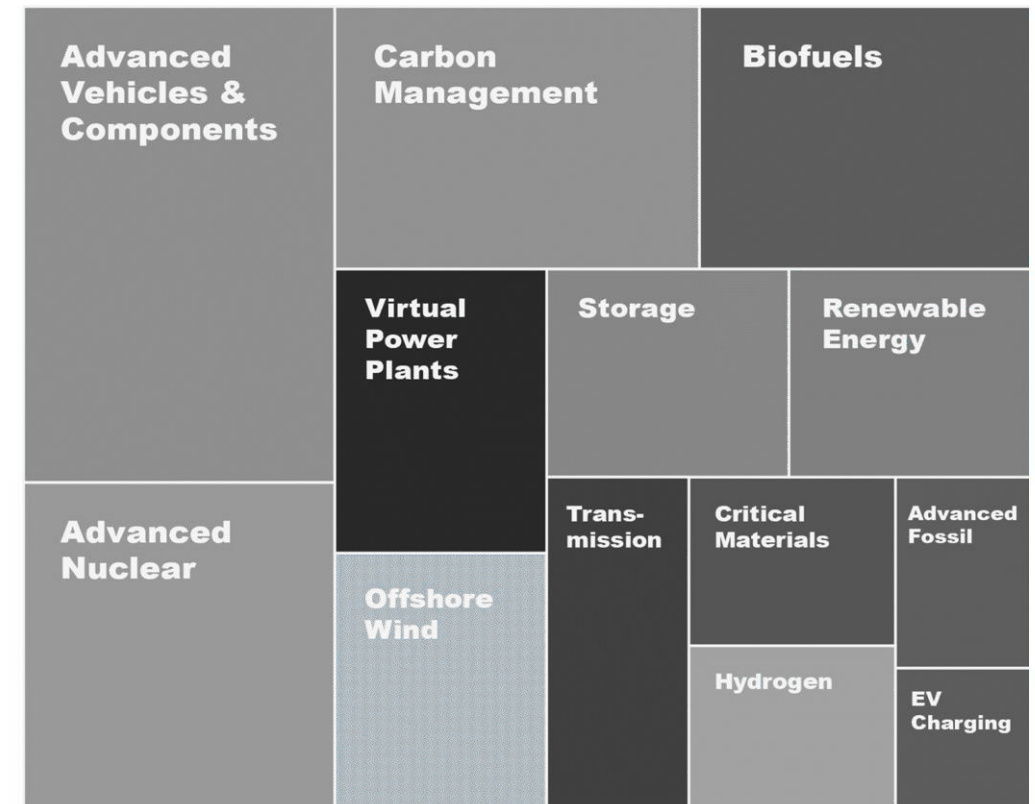 Advanced
Vehicles &
Components
Carbon
Management
Biofuels
Virtual
Power
Plants
Storage
Renewable
Energy
Advanced
Nuclear
Trans-
mission
Critical
Materials
Advanced
Fossil
Offshore
Wind
Hydrogen
EV
Charging